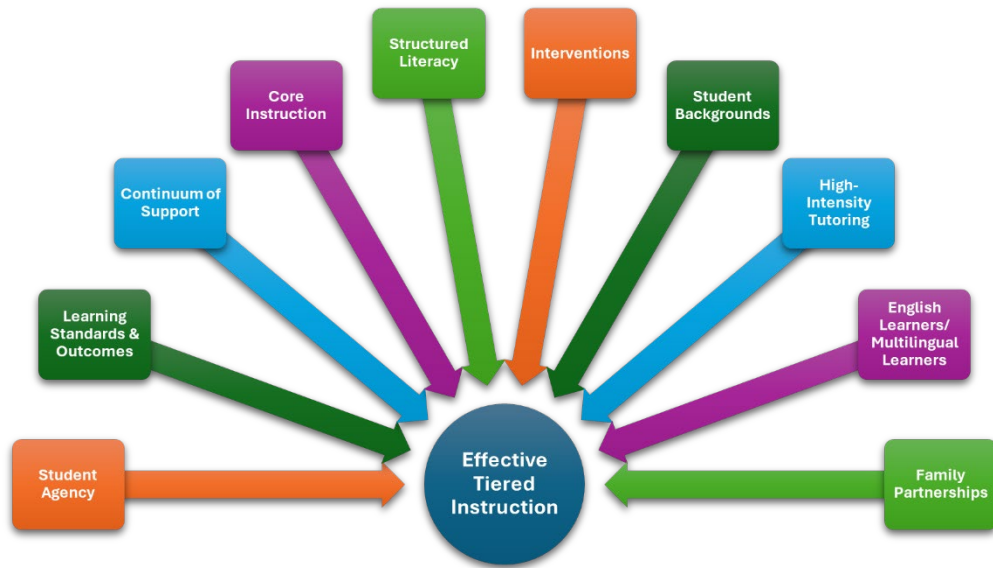 Structured
Literacy
Interventions
Core
Instruction
Student
Backgrounds
Continuum of
Support
High-
Intensity
Tutoring
Learning
Standards &
Outcomes
English
Learners/
Multilingual
Learners
Student
Agency
Effective
Tiered
Instruction
Family
Partnerships